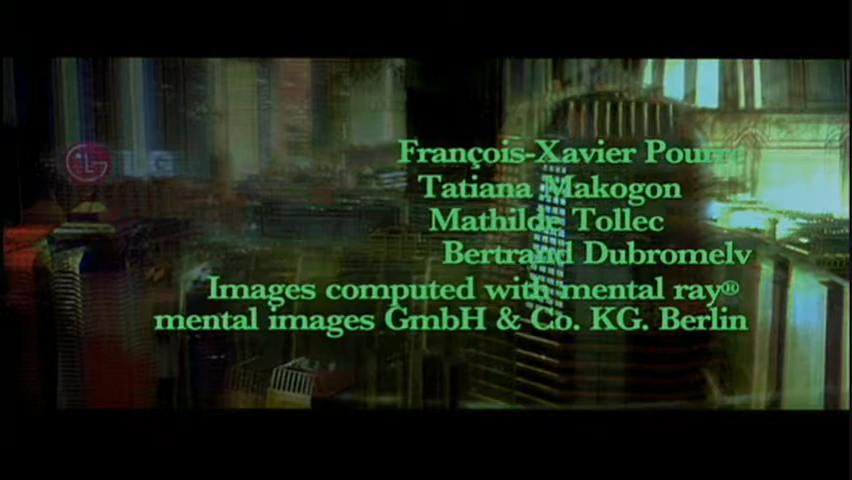 LG
François-Xavier Pourre
Tatiana Makogon
Mathilde Tollec
Bertrand Dubromelv
Images computed with mental ray®
mental images GmbH & Co. KG. Berlin